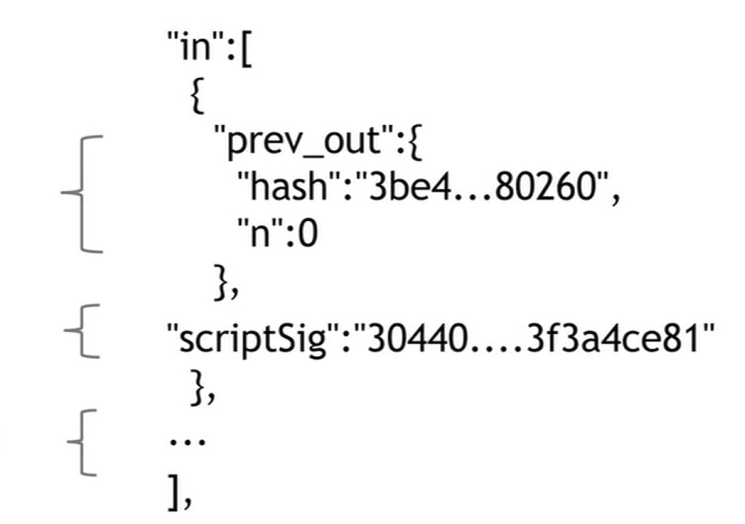 "in":[
{
"prev_out":{
"hash":"3be4...80260",
"n":0
},
"scriptSig":"30440....3f3a4ce81"
},
...
],